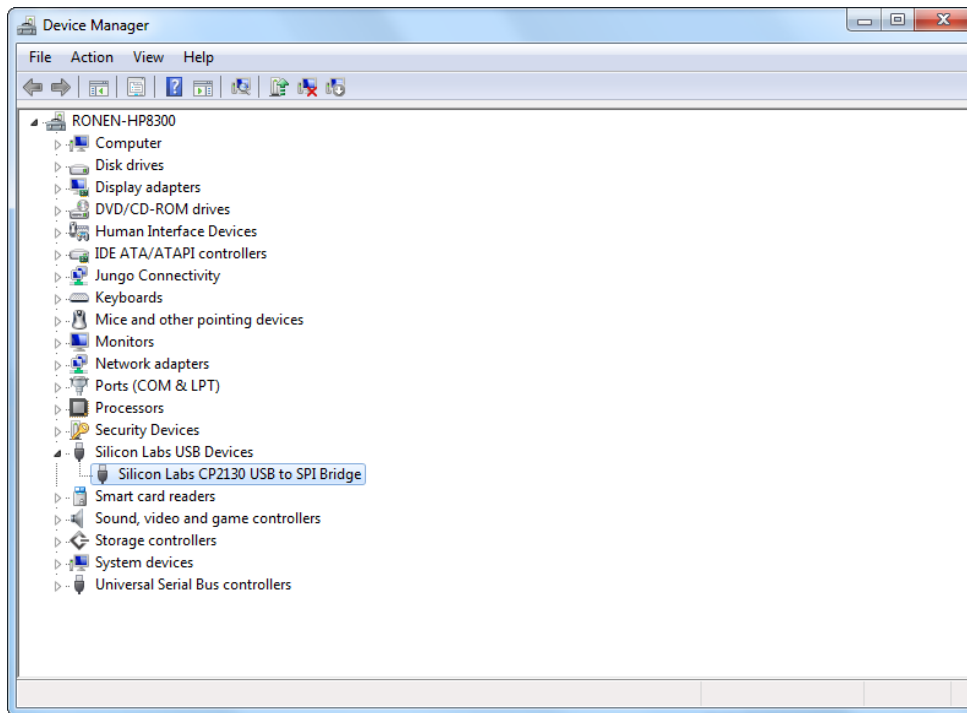 Device Manager
File Action View Help
RONEN-HP8300
Computer
Disk drives
Display adapters
DVD/CD-ROM drives
Human Interface Devices
IDE ATA/ATAPI controllers
Jungo Connectivity
Keyboards
Mice and other pointing devices
Monitors
Network adapters
Ports (COM & LPT)
Processors
Security Devices
Silicon Labs USB Devices
Silicon Labs CP2130 USB to SPI Bridge
Smart card readers
Sound, video and game controllers
Storage controllers
System devices
Universal Serial Bus controllers